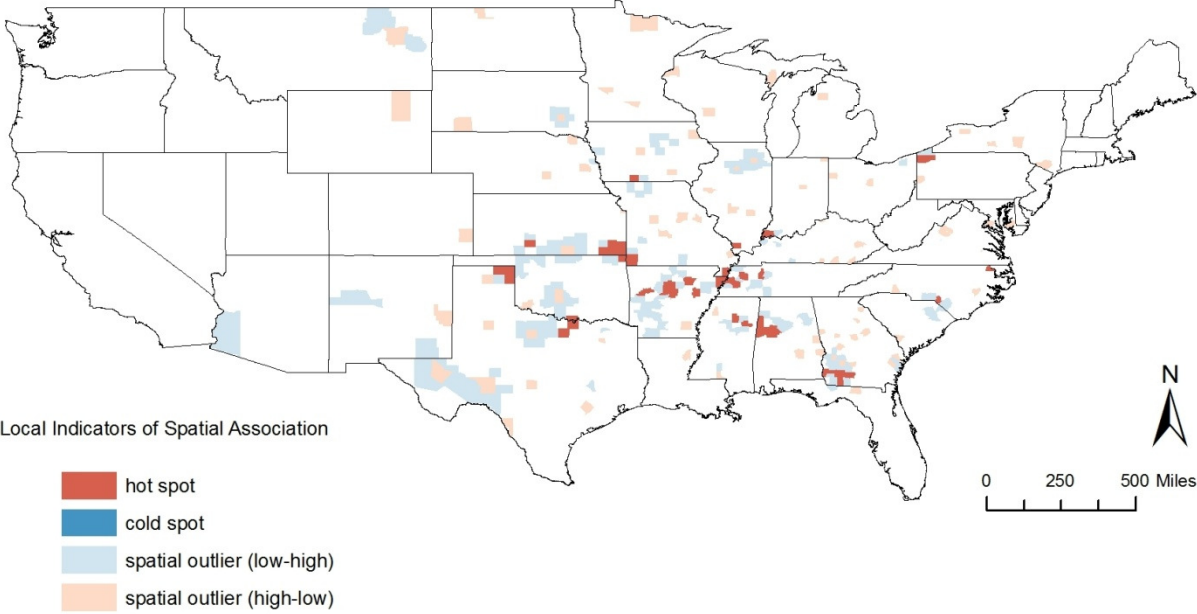 Local Indicators of Spatial Association
hot spot
cold spot
spatial outlier (low-high)
spatial outlier (high-low)
N
0 250 500 Miles